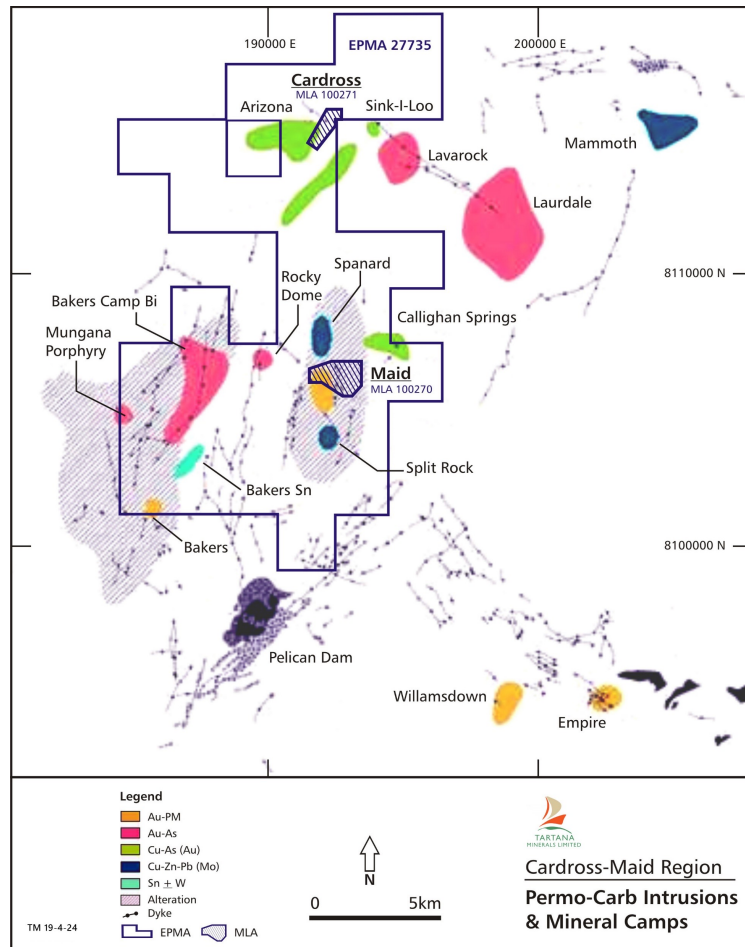 190000 E
200000 E
EPMA 27735
Cardross
MLA 100271
Arizona
Sink-I-Loo
Mammoth
Lavarock
Laurdale
8110000 N
Spanard
Rocky
Dome
Bakers Camp Bi
Callighan Springs
Mungana
Porphyry
Maid
MLA 100270
Split Rock
Bakers Sn
Bakers
8100000 N
Pelican Dam
Willamsdown
Empire
Legend
Au-PM
Au-As
Cu-As (Au)
Cu-Zn-Pb (Mo)
Sn ± W
Alteration
Dyke
EPMA
MLA
TM 19-4-24
N
0
5km
TARTANA
MINERALS LIMITED
Cardross-Maid Region
Permo-Carb Intrusions
& Mineral Camps